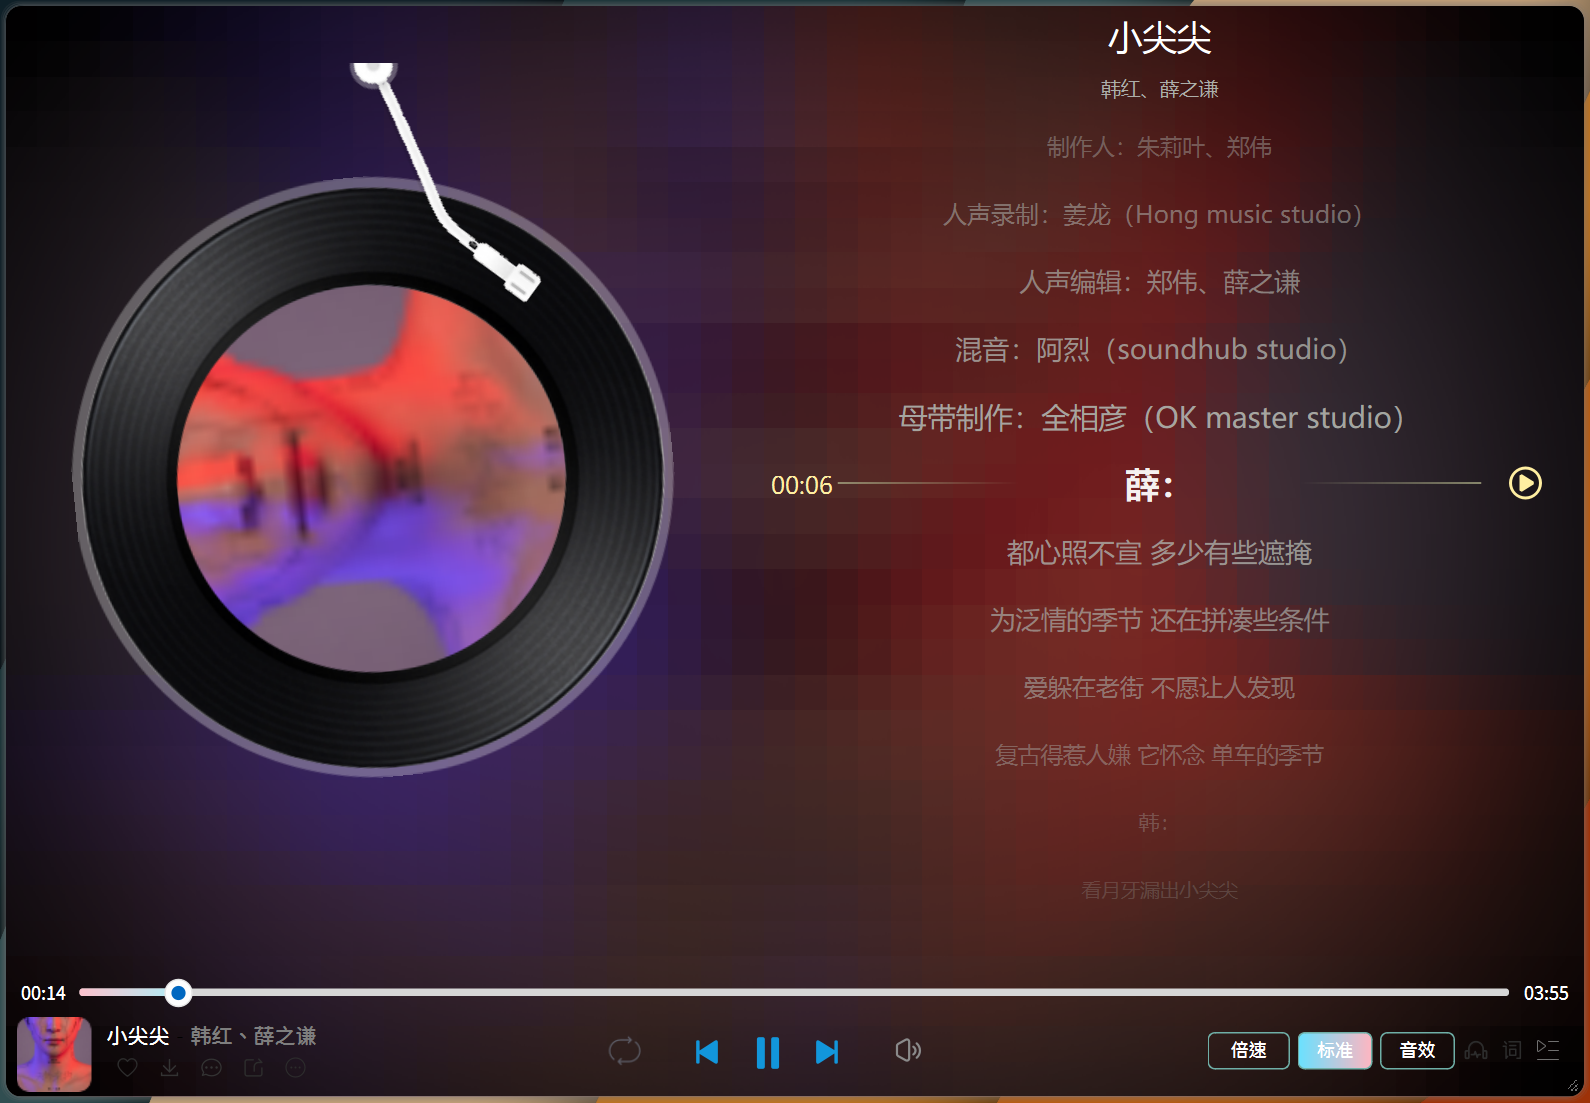 小尖尖
韩红、薛之谦
制作人：朱莉叶、郑伟
人声录制：姜龙（Hong music studio）
人声编辑：郑伟、薛之谦
混音：阿烈（soundhub studio）
母带制作：全相彦（OK master studio）
00:06 薛：
都心照不宣 多少有些遮掩
为泛情的季节 还在拼凑些条件
爱躲在老街 不愿让人发现
复古得惹人嫌 它怀念 单车的季节
韩：
看月牙漏出小尖尖
00:14 03:55
小尖尖 - 韩红、薛之谦
倍速 标准 音效 词